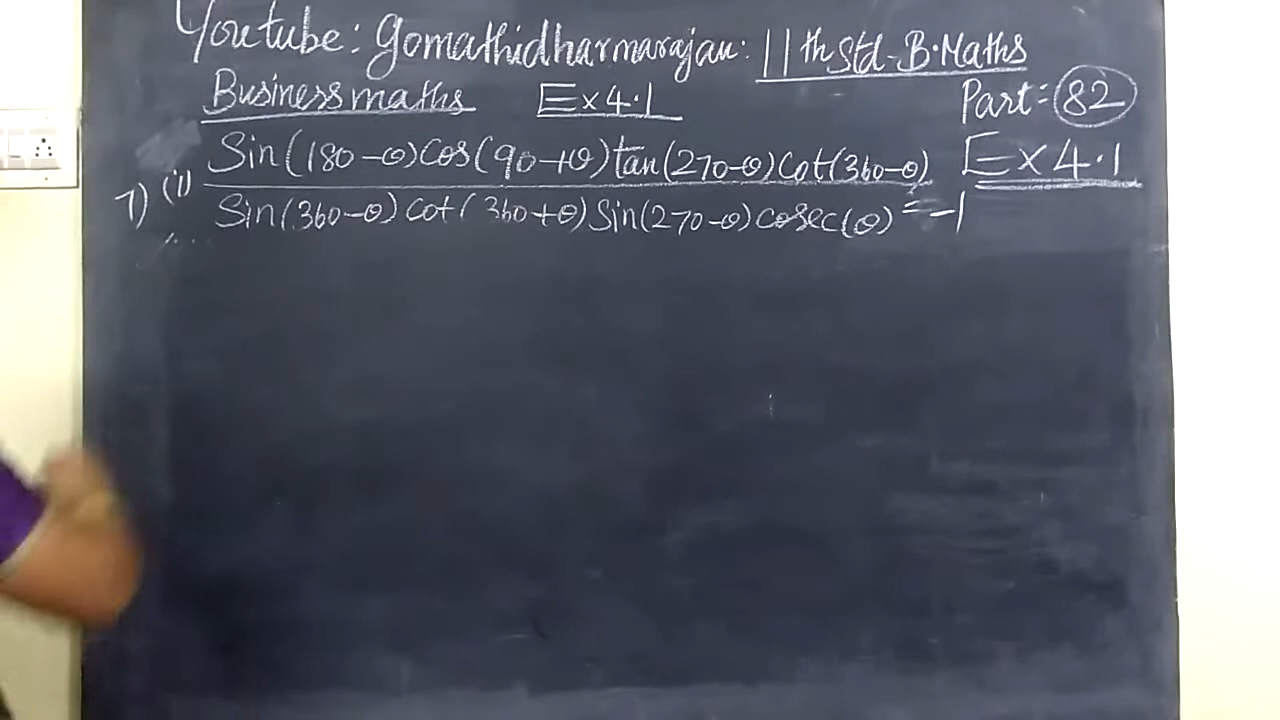 Youtube: gomathidharmarajan: 11th std-B.Maths
Business maths Ex 4.1 Part: 82
7) (i) Sin(180-θ)cos(90+θ)tan(270-θ)Cot(360-θ) Ex 4.1
Sin(360-θ)Cot(360+θ)Sin(270-θ)cosec(θ) = -1